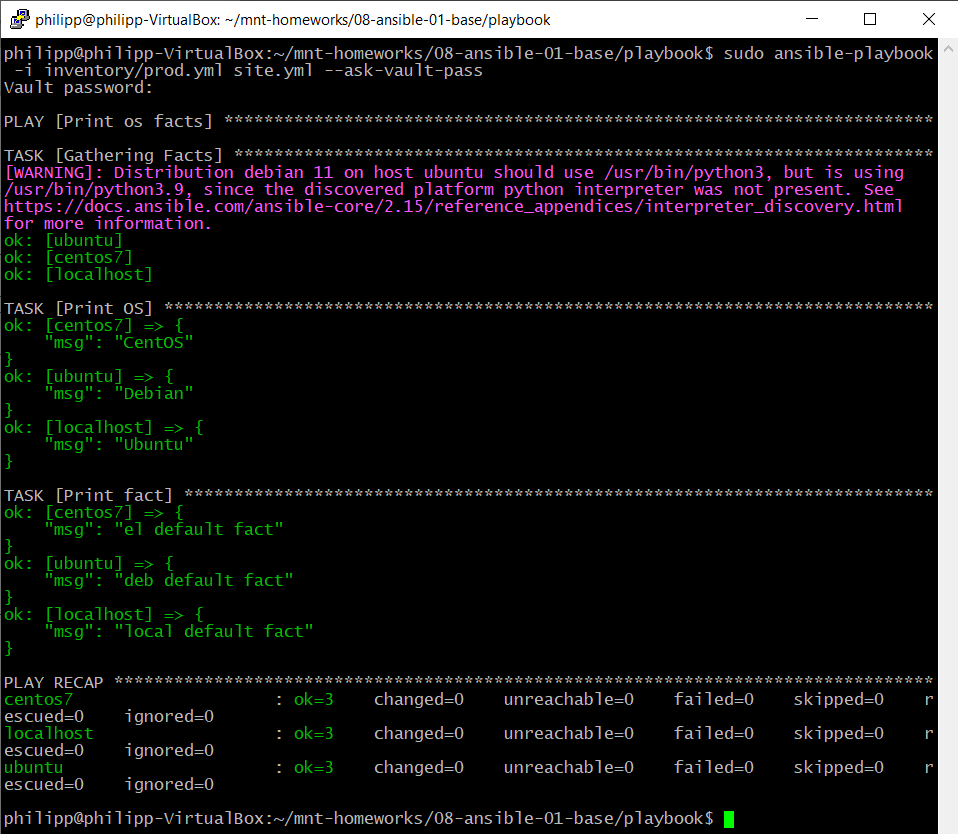 philipp@philipp-VirtualBox: ~/mnt-homeworks/08-ansible-01-base/playbook
philipp@philipp-VirtualBox:~/mnt-homeworks/08-ansible-01-base/playbook$ sudo ansible-playbook
 -i inventory/prod.yml site.yml --ask-vault-pass
Vault password:
PLAY [Print os facts] ***********************************************************************
TASK [Gathering Facts] **********************************************************************
[WARNING]: Distribution debian 11 on host ubuntu should use /usr/bin/python3, but is using
/usr/bin/python3.9, since the discovered platform python interpreter was not present. See
https://docs.ansible.com/ansible-core/2.15/reference_appendices/interpreter_discovery.html
for more information.
ok: [ubuntu]
ok: [centos7]
ok: [localhost]
TASK [Print OS] *****************************************************************************
ok: [centos7] => {
    "msg": "CentOS"
}
ok: [ubuntu] => {
    "msg": "Debian"
}
ok: [localhost] => {
    "msg": "Ubuntu"
}
TASK [Print fact] ***************************************************************************
ok: [centos7] => {
    "msg": "el default fact"
}
ok: [ubuntu] => {
    "msg": "deb default fact"
}
ok: [localhost] => {
    "msg": "local default fact"
}
PLAY RECAP **********************************************************************************
centos7                    : ok=3    changed=0    unreachable=0    failed=0    skipped=0    r
escued=0    ignored=0
localhost                  : ok=3    changed=0    unreachable=0    failed=0    skipped=0    r
escued=0    ignored=0
ubuntu                     : ok=3    changed=0    unreachable=0    failed=0    skipped=0    r
escued=0    ignored=0
philipp@philipp-VirtualBox:~/mnt-homeworks/08-ansible-01-base/playbook$